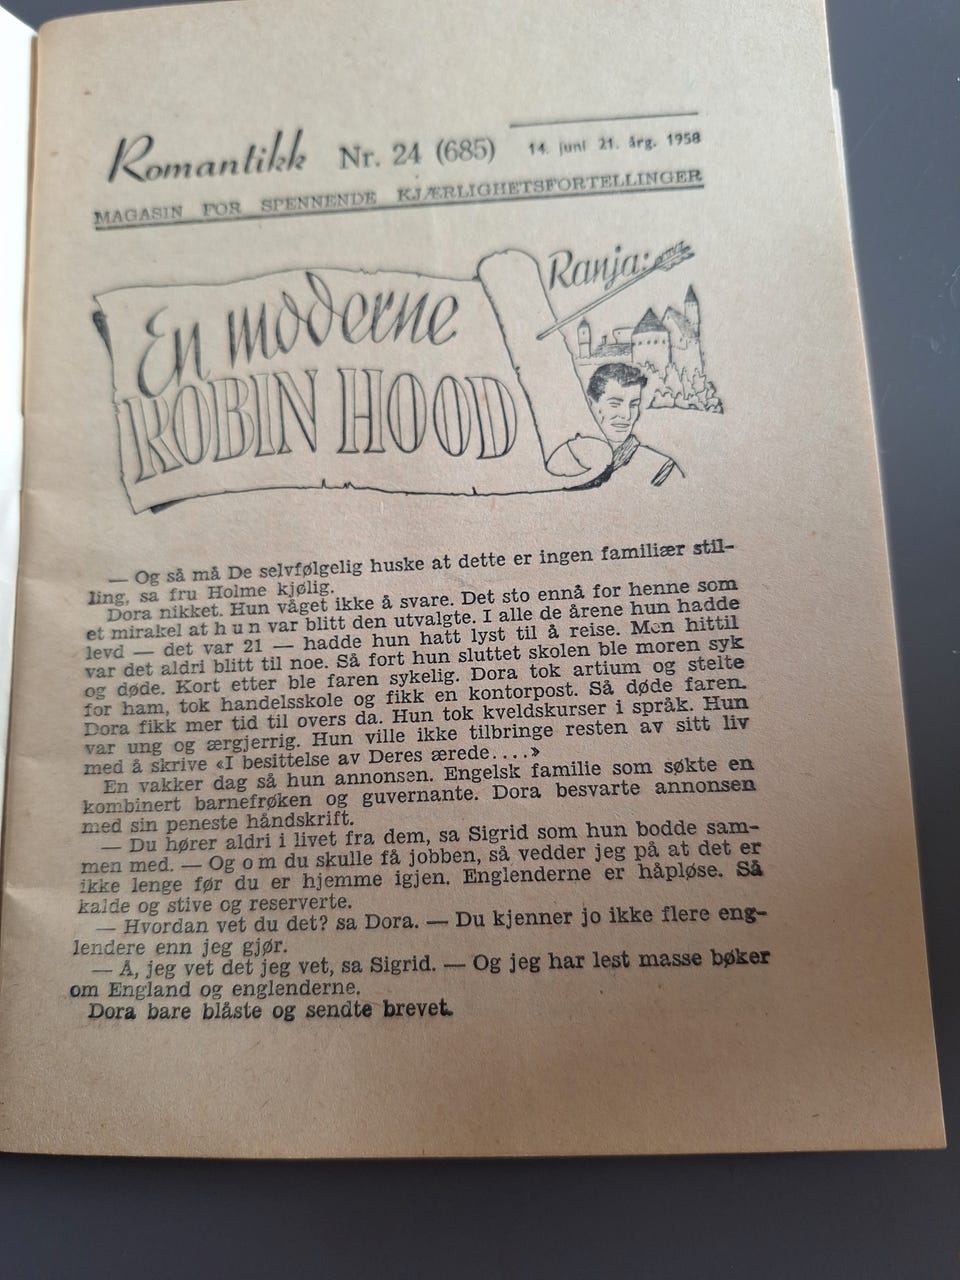 Romantikk Nr. 24 (685) 14. juni 21. årg. 1958
MAGASIN FOR SPENNENDE KJÆRLIGHETSFORTELLINGER
Ranja:
En moderne
ROBIN HOOD
— Og så må De selvfølgelig huske at dette er ingen familiær stil-
ling, sa fru Holme kjølig.
Dora nikket. Hun våget ikke å svare. Det sto ennå for henne som
et mirakel at h u n var blitt den utvalgte. I alle de årene hun hadde
levd — det var 21 — hadde hun hatt lyst til å reise. Men hittil
var det aldri blitt til noe. Så fort hun sluttet skolen ble moren syk
og døde. Kort etter ble faren sykelig. Dora tok artium og stelte
for ham, tok handelsskole og fikk en kontorpost. Så døde faren.
Dora fikk mer tid til overs da. Hun tok kveldskurser i språk. Hun
var ung og ærgjerrig. Hun ville ikke tilbringe resten av sitt liv
med å skrive «I besittelse av Deres ærede....»
En vakker dag så hun annonsen. Engelsk familie som søkte en
kombinert barnefrøken og guvernante. Dora besvarte annonsen
med sin peneste håndskrift.
— Du hører aldri i livet fra dem, sa Sigrid som hun bodde sam-
men med. — Og o m du skulle få jobben, så vedder jeg på at det er
ikke lenge før du er hjemme igjen. Englenderne er håpløse. Så
kalde og stive og reserverte.
— Hvordan vet du det? sa Dora. — Du kjenner jo ikke flere eng-
lendere enn jeg gjør.
— Å, jeg vet det jeg vet, sa Sigrid. — Og jeg har lest masse bøker
om England og englenderne.
Dora bare blåste og sendte brevet.